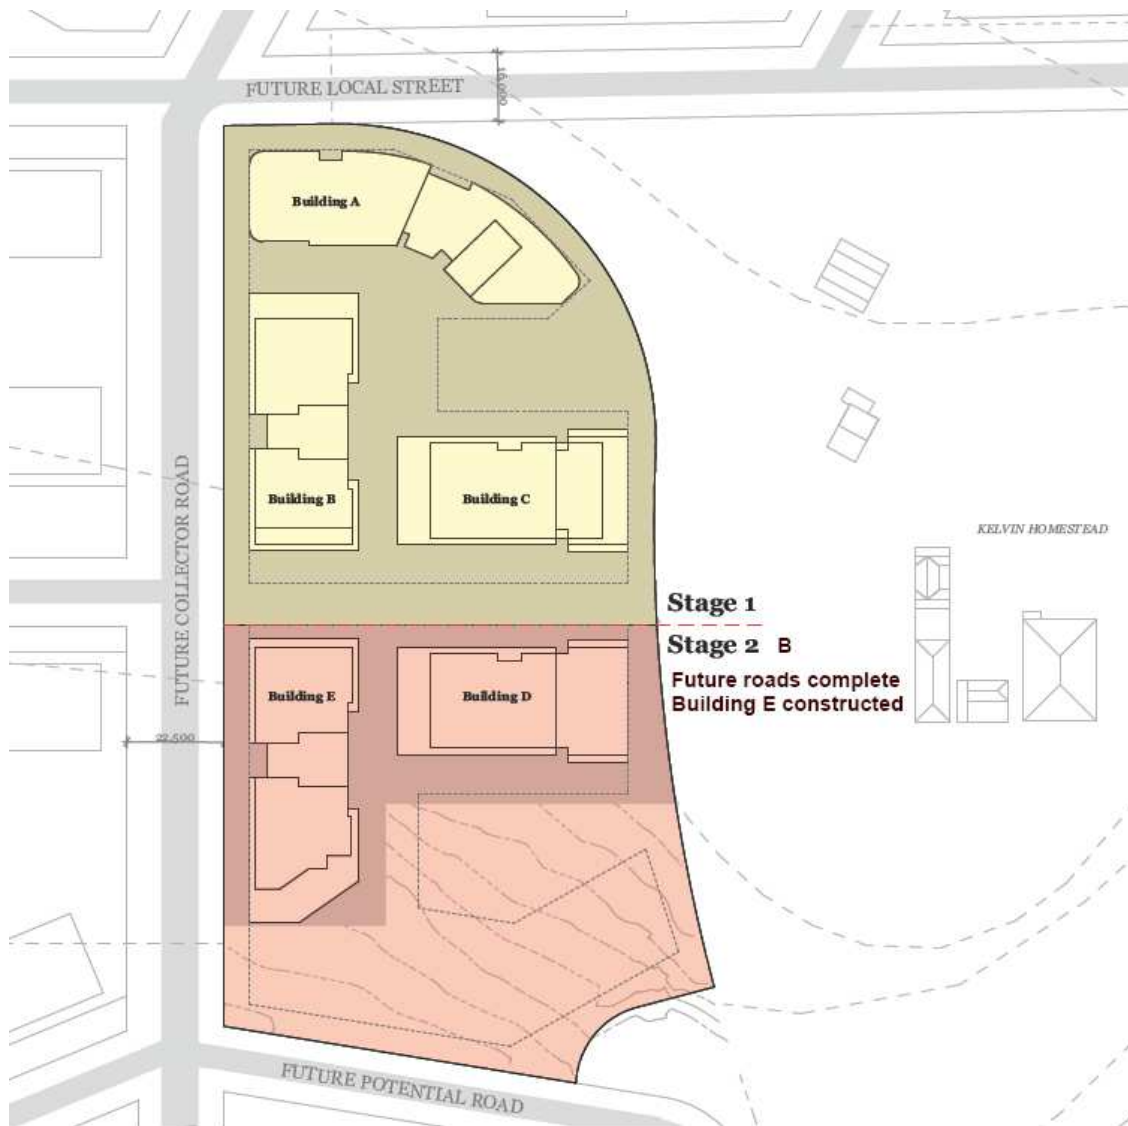 FUTURE LOCAL STREET
10.000
Building A
Building B
Building C
FUTURE COLLECTOR ROAD
KELVIN HOMESTEAD
Stage 1
Stage 2 B
Future roads complete
Building E constructed
Building E
Building D
22.500
FUTURE POTENTIAL ROAD